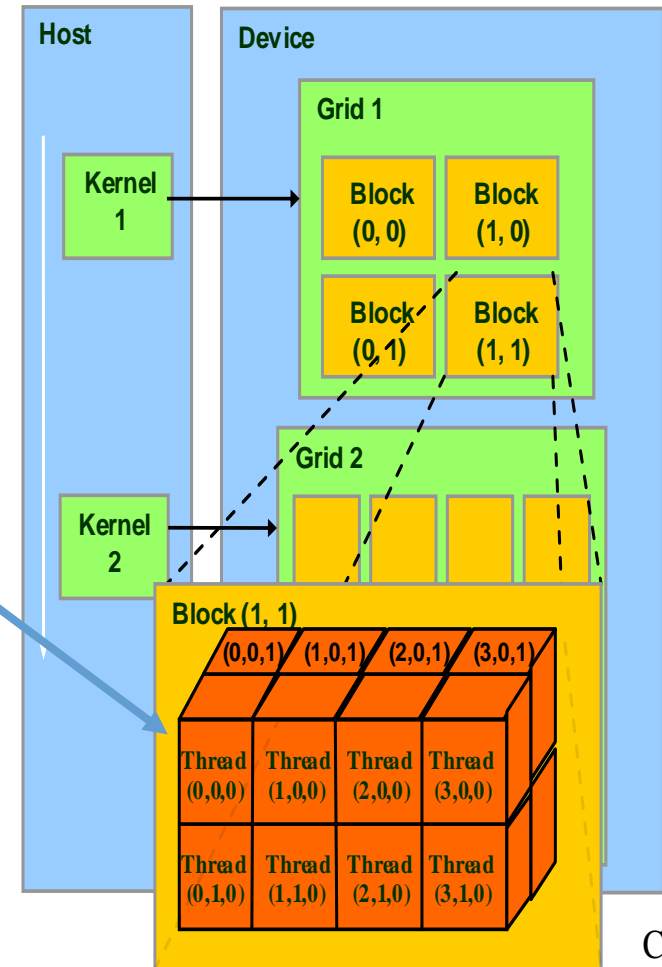 Host
Device
Grid 1
Kernel
1
Block
(0, 0)
Block
(1, 0)
Block
(0, 1)
Block
(1, 1)
Grid 2
Kernel
2
Block (1, 1)
(0,0,1) (1,0,1) (2,0,1) (3,0,1)
Thread
(0,0,0)
Thread
(1,0,0)
Thread
(2,0,0)
Thread
(3,0,0)
Thread
(0,1,0)
Thread
(1,1,0)
Thread
(2,1,0)
Thread
(3,1,0)
C